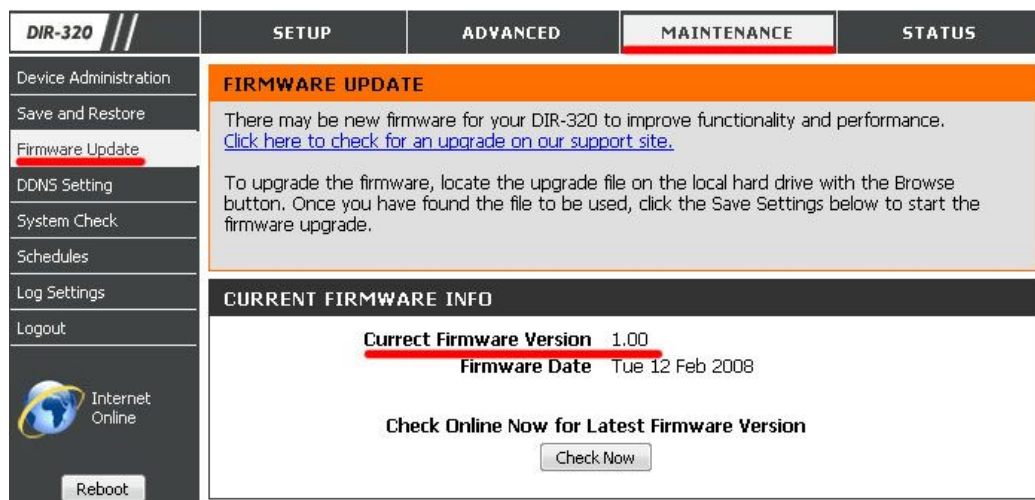 DIR-320
SETUP
ADVANCED
MAINTENANCE
STATUS
Device Administration
Save and Restore
Firmware Update
DDNS Setting
System Check
Schedules
Log Settings
Logout
Internet
Online
Reboot
FIRMWARE UPDATE
There may be new firmware for your DIR-320 to improve functionality and performance.
Click here to check for an upgrade on our support site.
To upgrade the firmware, locate the upgrade file on the local hard drive with the Browse
button. Once you have found the file to be used, click the Save Settings below to start the
firmware upgrade.
CURRENT FIRMWARE INFO
Currect Firmware Version 1.00
Firmware Date Tue 12 Feb 2008
Check Online Now for Latest Firmware Version
Check Now